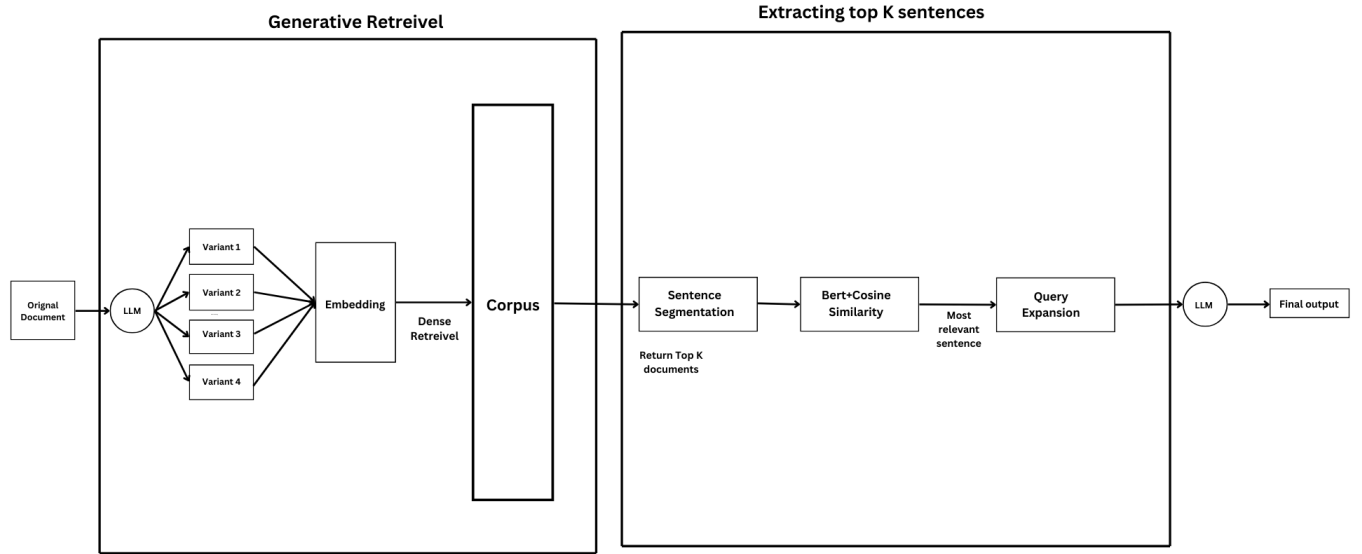 Generative Retreivel
Extracting top K sentences
Orignal
Document
LLM
Variant 1
Variant 2
...
Variant 3
Variant 4
Embedding
Dense
Retreivel
Corpus
Sentence
Segmentation
Return Top K
documents
Bert+Cosine
Similarity
Most
relevant
sentence
Query
Expansion
LLM
Final output